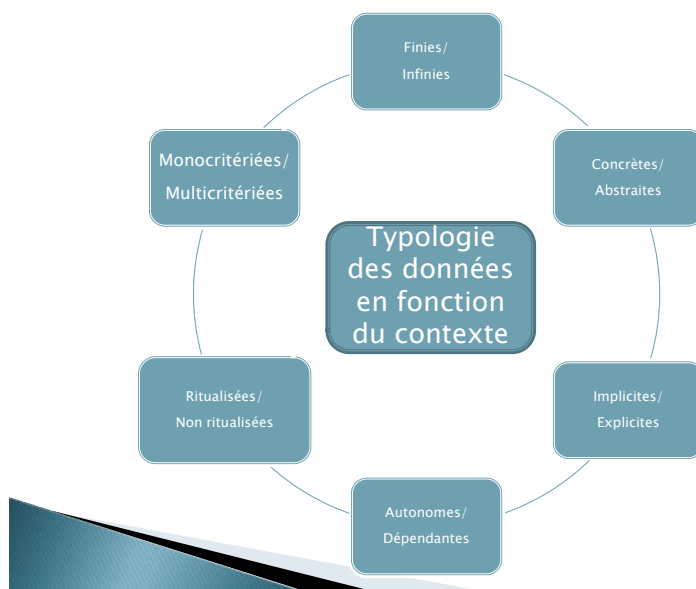 Finies/
Infinies
Concrètes/
Abstraites
Implicites/
Explicites
Autonomes/
Dépendantes
Ritualisées/
Non ritualisées
Monocritériées/
Multicritériées
Typologie
des données
en fonction
du contexte